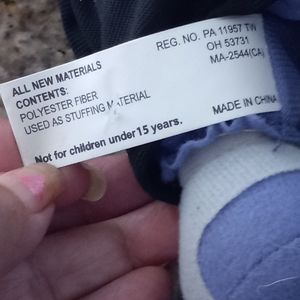 ALL NEW MATERIALS
CONTENTS:
POLYESTER FIBER
USED AS STUFFING MATERIAL
Not for children under 15 years.
REG. NO. PA 11957 TW
OH 53731
MA-2544(CA)
MADE IN CHINA